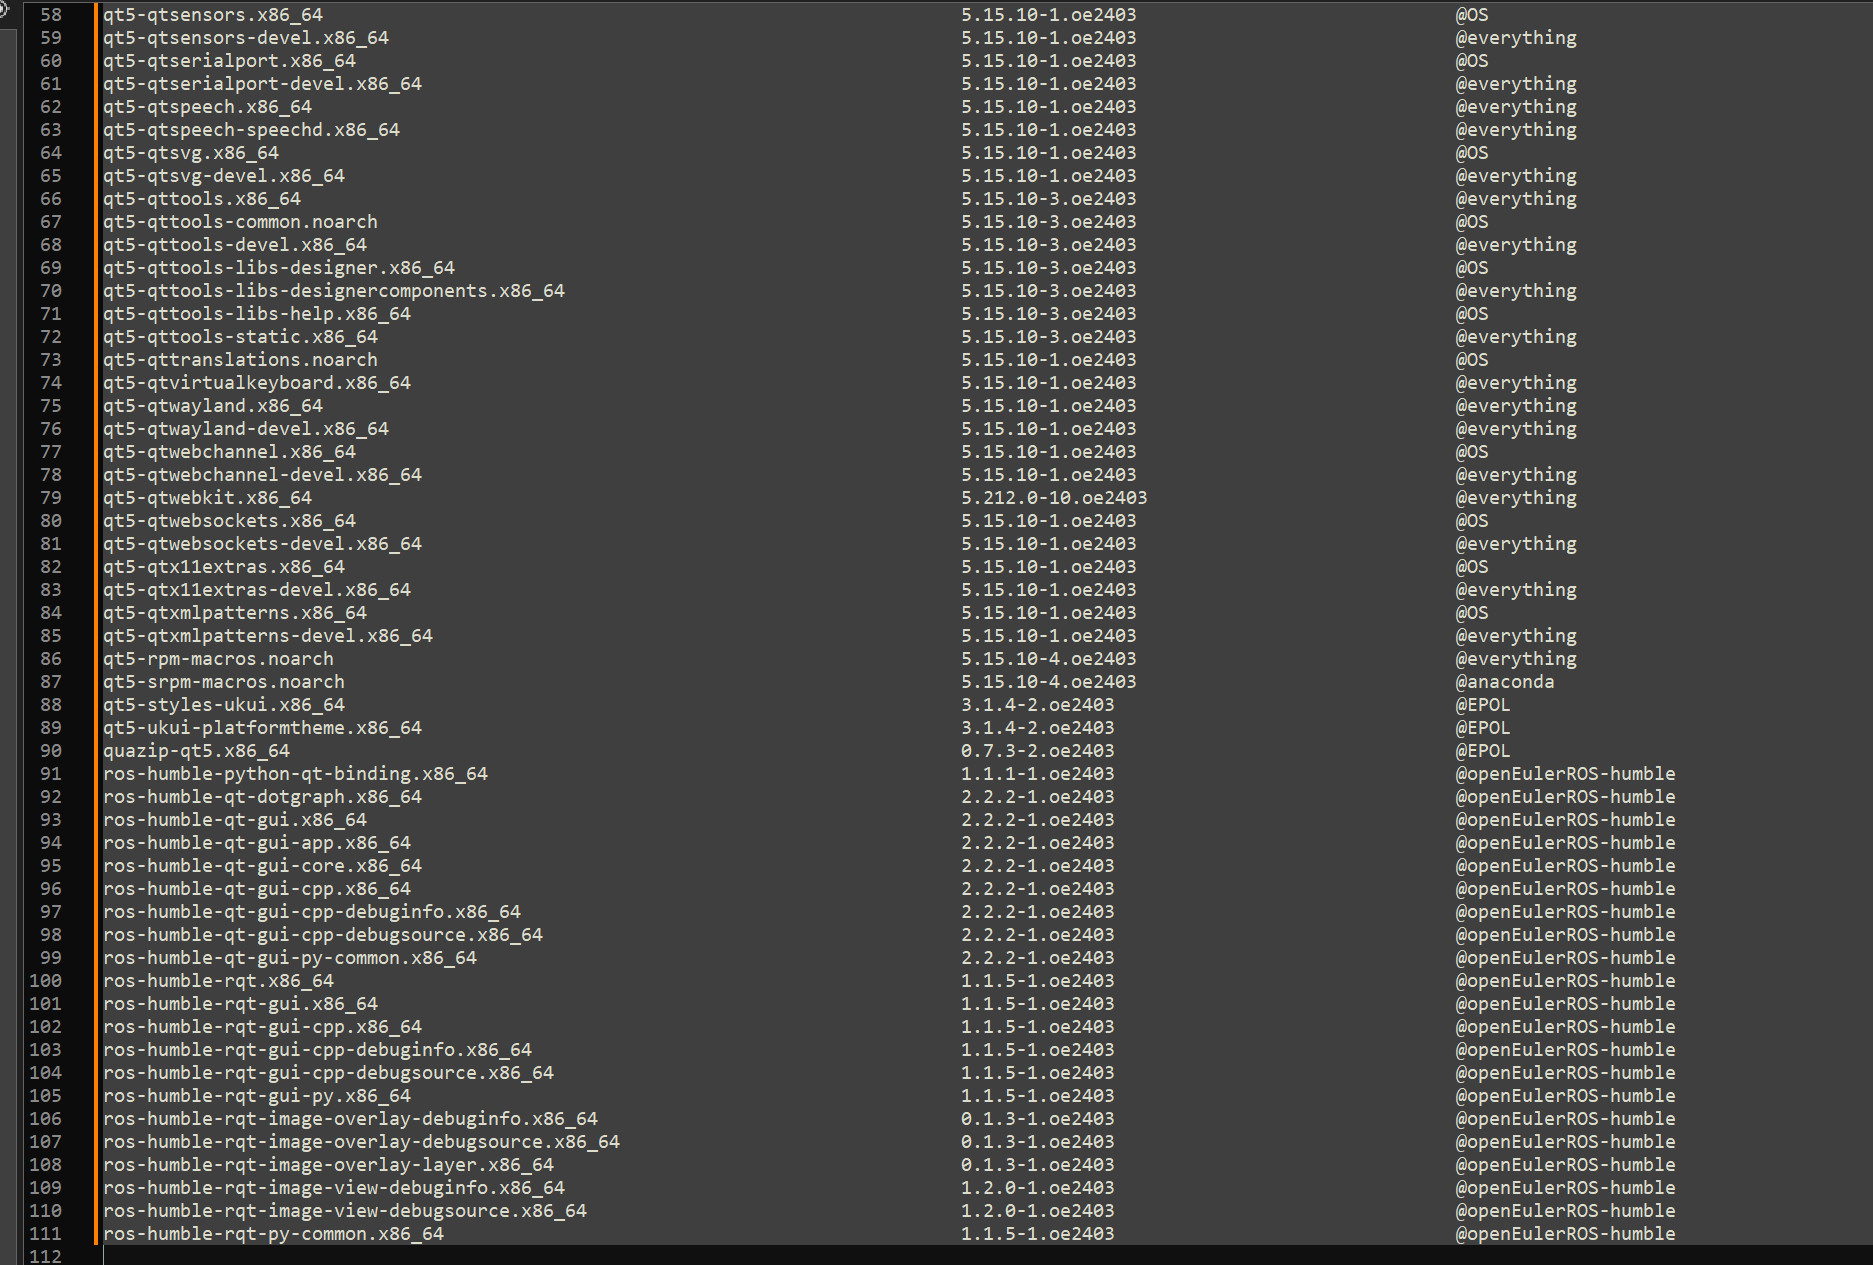 58 qt5-qtsensors.x86_64 5.15.10-1.oe2403 @OS
59 qt5-qtsensors-devel.x86_64 5.15.10-1.oe2403 @everything
60 qt5-qtserialport.x86_64 5.15.10-1.oe2403 @OS
61 qt5-qtserialport-devel.x86_64 5.15.10-1.oe2403 @everything
62 qt5-qtspeech.x86_64 5.15.10-1.oe2403 @everything
63 qt5-qtspeech-speechd.x86_64 5.15.10-1.oe2403 @everything
64 qt5-qtsvg.x86_64 5.15.10-1.oe2403 @OS
65 qt5-qtsvg-devel.x86_64 5.15.10-1.oe2403 @everything
66 qt5-qttools.x86_64 5.15.10-3.oe2403 @everything
67 qt5-qttools-common.noarch 5.15.10-3.oe2403 @OS
68 qt5-qttools-devel.x86_64 5.15.10-3.oe2403 @everything
69 qt5-qttools-libs-designer.x86_64 5.15.10-3.oe2403 @OS
70 qt5-qttools-libs-designercomponents.x86_64 5.15.10-3.oe2403 @everything
71 qt5-qttools-libs-help.x86_64 5.15.10-3.oe2403 @OS
72 qt5-qttools-static.x86_64 5.15.10-3.oe2403 @everything
73 qt5-qttranslations.noarch 5.15.10-1.oe2403 @OS
74 qt5-qtvirtualkeyboard.x86_64 5.15.10-1.oe2403 @everything
75 qt5-qtwayland.x86_64 5.15.10-1.oe2403 @everything
76 qt5-qtwayland-devel.x86_64 5.15.10-1.oe2403 @everything
77 qt5-qtwebchannel.x86_64 5.15.10-1.oe2403 @OS
78 qt5-qtwebchannel-devel.x86_64 5.15.10-1.oe2403 @everything
79 qt5-qtwebkit.x86_64 5.212.0-10.oe2403 @everything
80 qt5-qtwebsockets.x86_64 5.15.10-1.oe2403 @OS
81 qt5-qtwebsockets-devel.x86_64 5.15.10-1.oe2403 @everything
82 qt5-qtx11extras.x86_64 5.15.10-1.oe2403 @OS
83 qt5-qtx11extras-devel.x86_64 5.15.10-1.oe2403 @everything
84 qt5-qtxmlpatterns.x86_64 5.15.10-1.oe2403 @OS
85 qt5-qtxmlpatterns-devel.x86_64 5.15.10-1.oe2403 @everything
86 qt5-rpm-macros.noarch 5.15.10-4.oe2403 @everything
87 qt5-srpm-macros.noarch 5.15.10-4.oe2403 @anaconda
88 qt5-styles-ukui.x86_64 3.1.4-2.oe2403 @EPOL
89 qt5-ukui-platformtheme.x86_64 3.1.4-2.oe2403 @EPOL
90 quazip-qt5.x86_64 0.7.3-2.oe2403 @EPOL
91 ros-humble-python-qt-binding.x86_64 1.1.1-1.oe2403 @openEulerROS-humble
92 ros-humble-qt-dotgraph.x86_64 2.2.2-1.oe2403 @openEulerROS-humble
93 ros-humble-qt-gui.x86_64 2.2.2-1.oe2403 @openEulerROS-humble
94 ros-humble-qt-gui-app.x86_64 2.2.2-1.oe2403 @openEulerROS-humble
95 ros-humble-qt-gui-core.x86_64 2.2.2-1.oe2403 @openEulerROS-humble
96 ros-humble-qt-gui-cpp.x86_64 2.2.2-1.oe2403 @openEulerROS-humble
97 ros-humble-qt-gui-cpp-debuginfo.x86_64 2.2.2-1.oe2403 @openEulerROS-humble
98 ros-humble-qt-gui-cpp-debugsource.x86_64 2.2.2-1.oe2403 @openEulerROS-humble
99 ros-humble-qt-gui-py-common.x86_64 2.2.2-1.oe2403 @openEulerROS-humble
100 ros-humble-rqt.x86_64 1.1.5-1.oe2403 @openEulerROS-humble
101 ros-humble-rqt-gui.x86_64 1.1.5-1.oe2403 @openEulerROS-humble
102 ros-humble-rqt-gui-cpp.x86_64 1.1.5-1.oe2403 @openEulerROS-humble
103 ros-humble-rqt-gui-cpp-debuginfo.x86_64 1.1.5-1.oe2403 @openEulerROS-humble
104 ros-humble-rqt-gui-cpp-debugsource.x86_64 1.1.5-1.oe2403 @openEulerROS-humble
105 ros-humble-rqt-gui-py.x86_64 1.1.5-1.oe2403 @openEulerROS-humble
106 ros-humble-rqt-image-overlay-debuginfo.x86_64 0.1.3-1.oe2403 @openEulerROS-humble
107 ros-humble-rqt-image-overlay-debugsource.x86_64 0.1.3-1.oe2403 @openEulerROS-humble
108 ros-humble-rqt-image-overlay-layer.x86_64 0.1.3-1.oe2403 @openEulerROS-humble
109 ros-humble-rqt-image-view-debuginfo.x86_64 1.2.0-1.oe2403 @openEulerROS-humble
110 ros-humble-rqt-image-view-debugsource.x86_64 1.2.0-1.oe2403 @openEulerROS-humble
111 ros-humble-rqt-py-common.x86_64 1.1.5-1.oe2403 @openEulerROS-humble
112